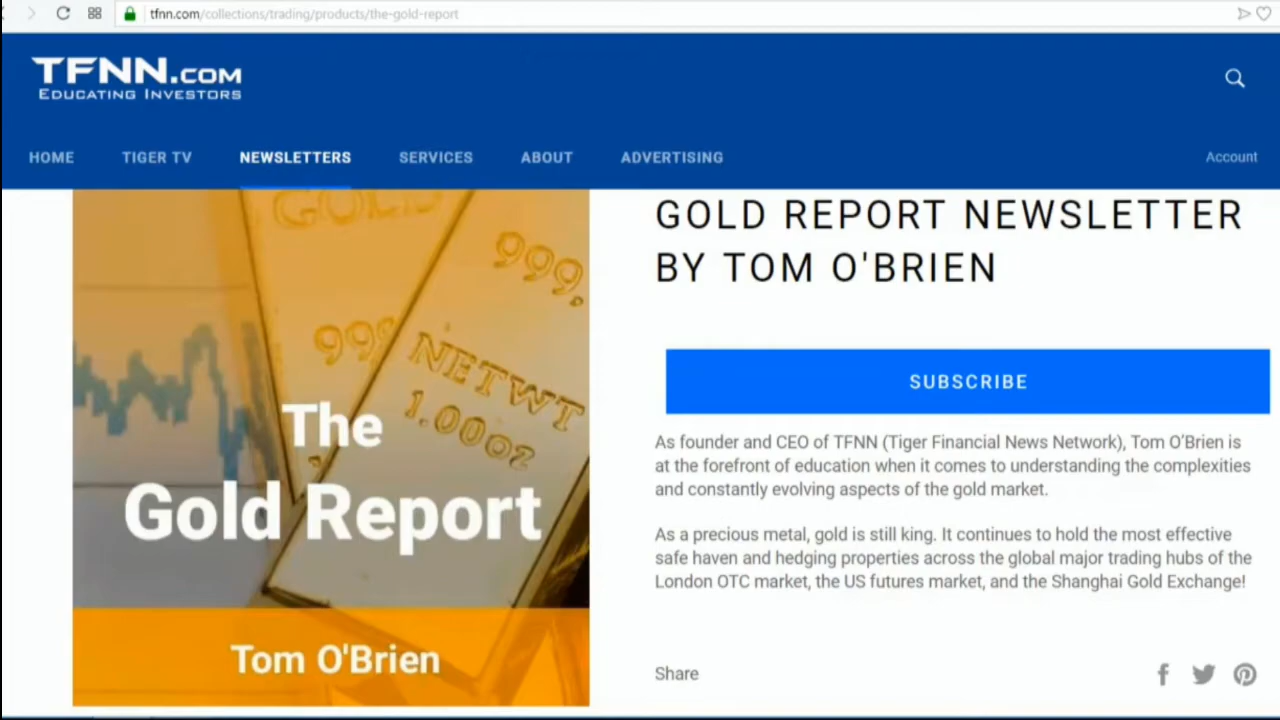 tfnn.com/collections/trading/products/the-gold-report
TFNN.COM
EDUCATING INVESTORS
HOME TIGER TV NEWSLETTERS SERVICES ABOUT ADVERTISING Account
GOLD
999.
999
NETWT
1.00OZ
The
Gold Report
Tom O'Brien
GOLD REPORT NEWSLETTER
BY TOM O'BRIEN
SUBSCRIBE
As founder and CEO of TFNN (Tiger Financial News Network), Tom O'Brien is
at the forefront of education when it comes to understanding the complexities
and constantly evolving aspects of the gold market.
As a precious metal, gold is still king. It continues to hold the most effective
safe haven and hedging properties across the global major trading hubs of the
London OTC market, the US futures market, and the Shanghai Gold Exchange!
Share